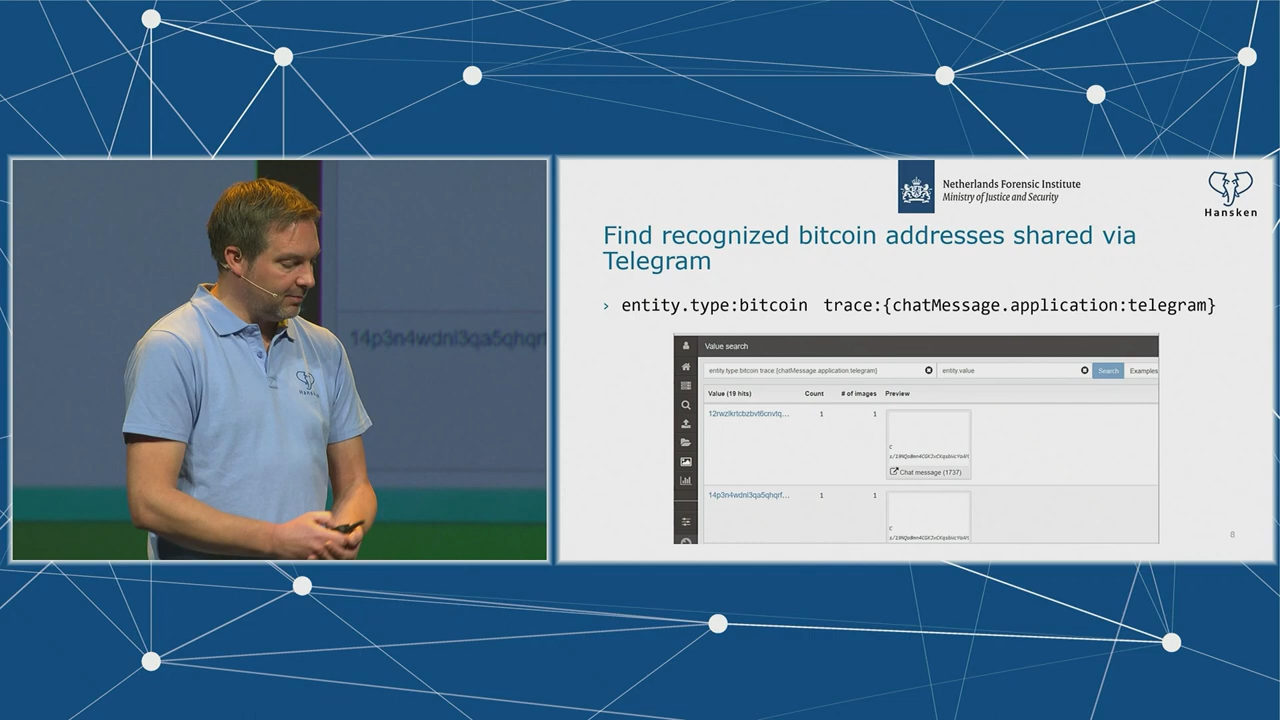 14p3n4wdni3qa5qhqrf
Hansken
Netherlands Forensic Institute
Ministry of Justice and Security
Hansken
Find recognized bitcoin addresses shared via
Telegram
› entity.type:bitcoin trace:{chatMessage.application:telegram}
Value search
entity.type:bitcoin trace:{chatMessage.application:telegram} entity.value Search Examples
Value (19 hits) Count # of images Preview
12rwzlkrtcbzbvt6cnvtq... 1 1
c
Chat message (1737)
14p3n4wdni3qa5qhqrf... 1 1
c
8